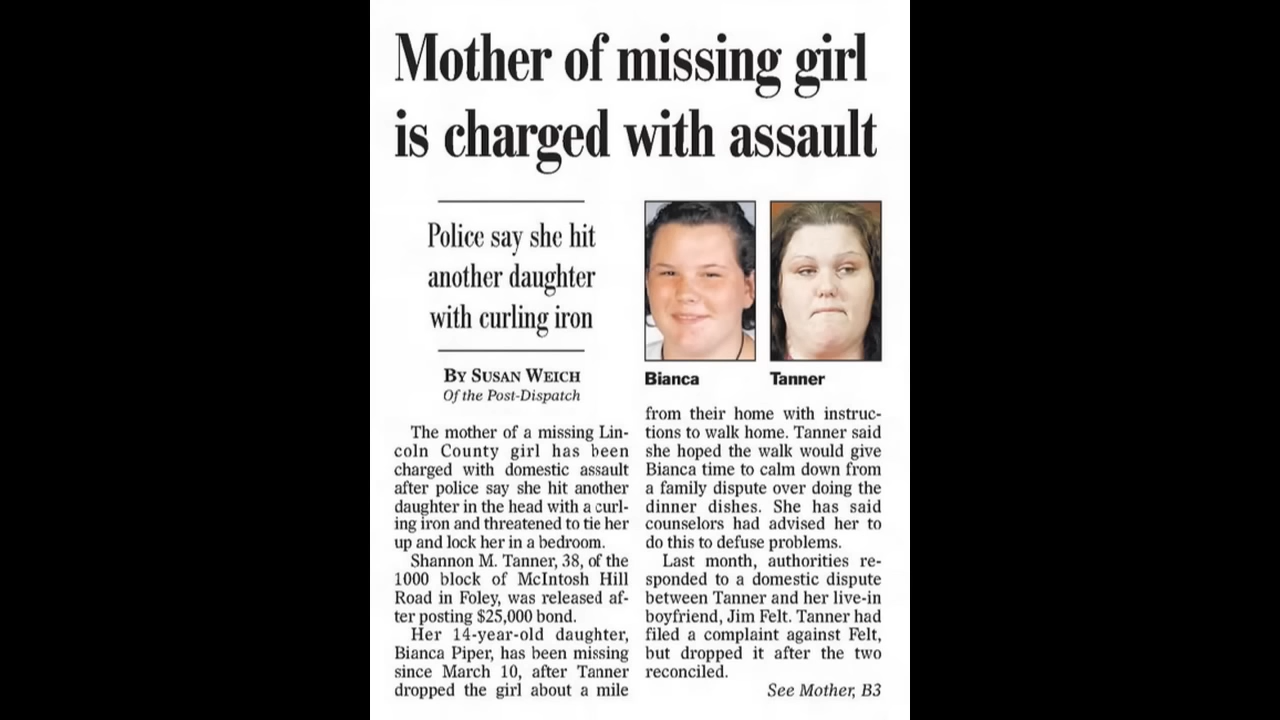 Mother of missing girl
is charged with assault
Police say she hit
another daughter
with curling iron
BY SUSAN WEICH
Of the Post-Dispatch
The mother of a missing Lin-
coln County girl has been
charged with domestic assault
after police say she hit another
daughter in the head with a curl-
ing iron and threatened to tie her
up and lock her in a bedroom.
Shannon M. Tanner, 38, of the
1000 block of McIntosh Hill
Road in Foley, was released af-
ter posting $25,000 bond.
Her 14-year-old daughter,
Bianca Piper, has been missing
since March 10, after Tanner
dropped the girl about a mile
Bianca
Tanner
from their home with instruc-
tions to walk home. Tanner said
she hoped the walk would give
Bianca time to calm down from
a family dispute over doing the
dinner dishes. She has said
counselors had advised her to
do this to defuse problems.
Last month, authorities re-
sponded to a domestic dispute
between Tanner and her live-in
boyfriend, Jim Felt. Tanner had
filed a complaint against Felt,
but dropped it after the two
reconciled.
See Mother, B3